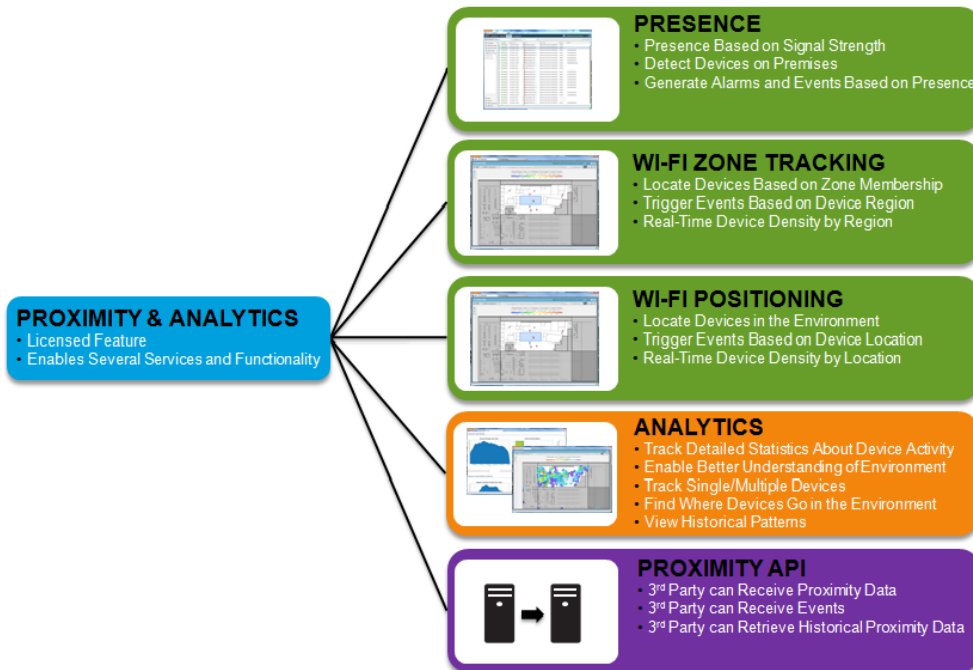 PRESENCE
• Presence Based on Signal Strength
• Detect Devices on Premises
• Generate Alarms and Events Based on Presence
WI-FI ZONE TRACKING
• Locate Devices Based on Zone Membership
• Trigger Events Based on Device Region
• Real-Time Device Density by Region
PROXIMITY & ANALYTICS
• Licensed Feature
• Enables Several Services and Functionality
WI-FI POSITIONING
• Locate Devices in the Environment
• Trigger Events Based on Device Location
• Real-Time Device Density by Location
ANALYTICS
• Track Detailed Statistics About Device Activity
• Enable Better Understanding of Environment
• Track Single/Multiple Devices
• Find Where Devices Go in the Environment
• View Historical Patterns
PROXIMITY API
• 3rd Party can Receive Proximity Data
• 3rd Party can Receive Events
• 3rd Party can Retrieve Historical Proximity Data